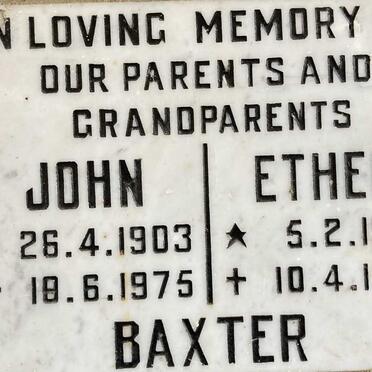 N LOVING MEMORY
OUR PARENTS AND
GRANDPARENTS
JOHN ETHE
26.4.1903 ★ 5.2.1
18.6.1975 + 10.4.1
BAXTER